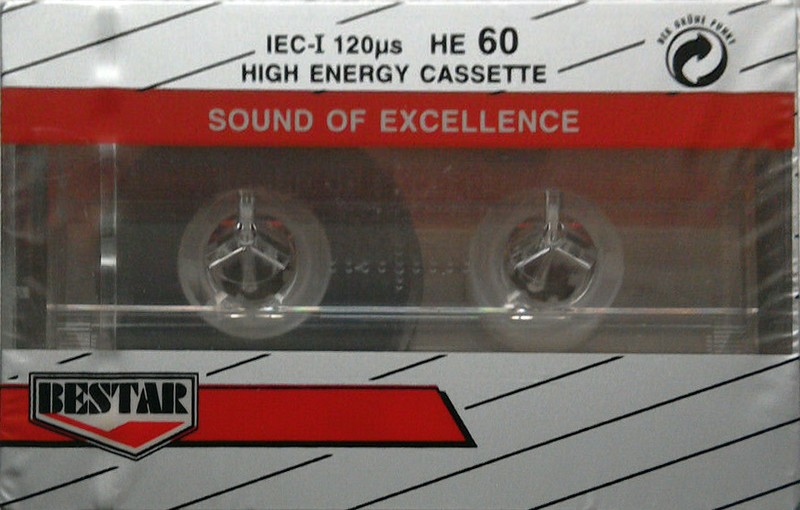 IEC-I 120µs HE 60
DER GRÜNE PUNKT
HIGH ENERGY CASSETTE
SOUND OF EXCELLENCE
BESTAR